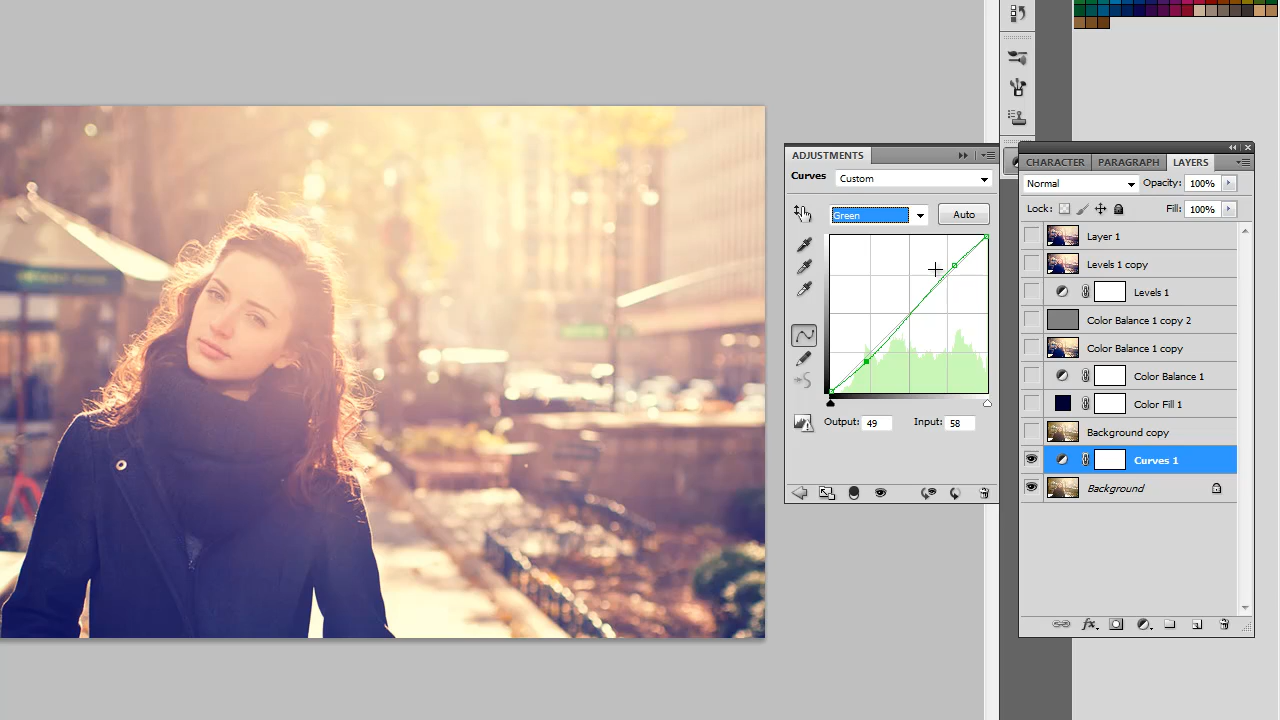 ADJUSTMENTS
Curves
Custom
Green
Auto
Output: 49
Input: 58
CHARACTER
PARAGRAPH
LAYERS
Normal
Opacity: 100%
Lock:
Fill: 100%
Layer 1
Levels 1 copy
Levels 1
Color Balance 1 copy 2
Color Balance 1 copy
Color Balance 1
Color Fill 1
Background copy
Curves 1
Background
fx